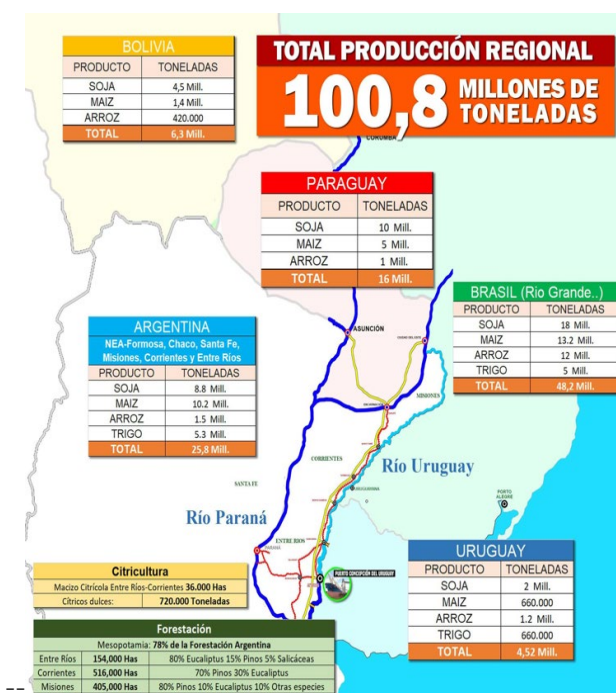 TOTAL PRODUCCIÓN REGIONAL
100,8 MILLONES DE TONELADAS
BOLIVIA
PRODUCTO TONELADAS
SOJA 4,5 Mill.
MAIZ 1,4 Mill.
ARROZ 420.000
TOTAL 6,3 Mill.
CORUMBA
PARAGUAY
PRODUCTO TONELADAS
SOJA 10 Mill.
MAIZ 5 Mill.
ARROZ 1 Mill.
TOTAL 16 Mill.
BRASIL (Rio Grande..)
PRODUCTO TONELADAS
SOJA 18 Mill.
MAIZ 13.2 Mill.
ARROZ 12 Mill.
TRIGO 5 Mill.
TOTAL 48,2 Mill.
ARGENTINA
NEA-Formosa, Chaco, Santa Fe,
Misiones, Corrientes y Entre Ríos
PRODUCTO TONELADAS
SOJA 8.8 Mill.
MAIZ 10.2 Mill.
ARROZ 1.5 Mill.
TRIGO 5.3 Mill.
TOTAL 25,8 Mill.
ASUNCIÓN
MISIONES
CORRIENTES
Río Uruguay
SANTA FE
Río Paraná
PORTO ALEGRE
ENTRE RIOS
PUERTO CONCEPCIÓN DEL URUGUAY
URUGUAY
PRODUCTO TONELADAS
SOJA 2 Mill.
MAIZ 660.000
ARROZ 1.2 Mill.
TRIGO 660.000
TOTAL 4,52 Mill.
Citricultura
Macizo Citrícola Entre Ríos-Corrientes 36.000 Has
Cítricos dulces: 720.000 Toneladas
Forestación
Mesopotamia: 78% de la Forestación Argentina
Entre Ríos 154,000 Has 80% Eucaliptus 15% Pinos 5% Salicáceas
Corrientes 516,000 Has 70% Pinos 30% Eucaliptus
Misiones 405,000 Has 80% Pinos 10% Eucaliptus 10% Otras especies